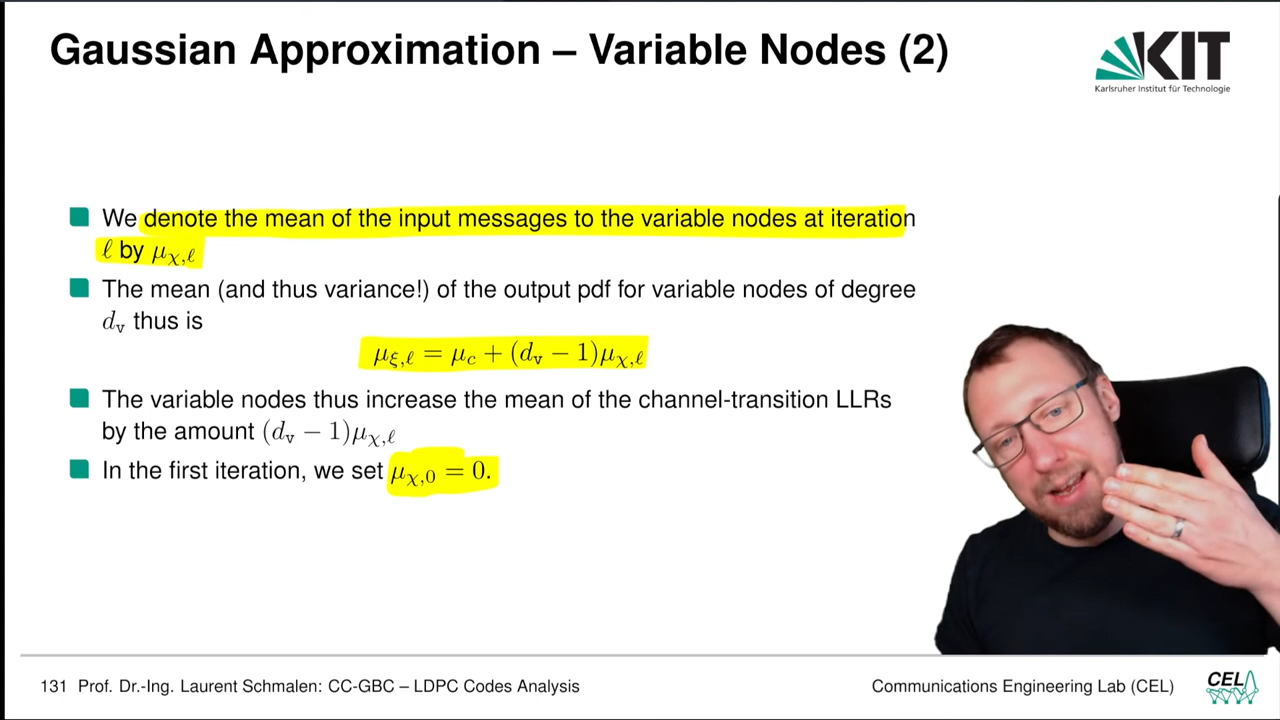 Gaussian Approximation – Variable Nodes (2)
KIT
Karlsruher Institut für Technologie
We denote the mean of the input messages to the variable nodes at iteration
ℓ by μ_{χ,ℓ}
The mean (and thus variance!) of the output pdf for variable nodes of degree
d_v thus is
μ_{ξ,ℓ} = μ_c + (d_v − 1)μ_{χ,ℓ}
The variable nodes thus increase the mean of the channel-transition LLRs
by the amount (d_v − 1)μ_{χ,ℓ}
In the first iteration, we set μ_{χ,0} = 0.
131 Prof. Dr.-Ing. Laurent Schmalen: CC-GBC – LDPC Codes Analysis
Communications Engineering Lab (CEL)
CEL